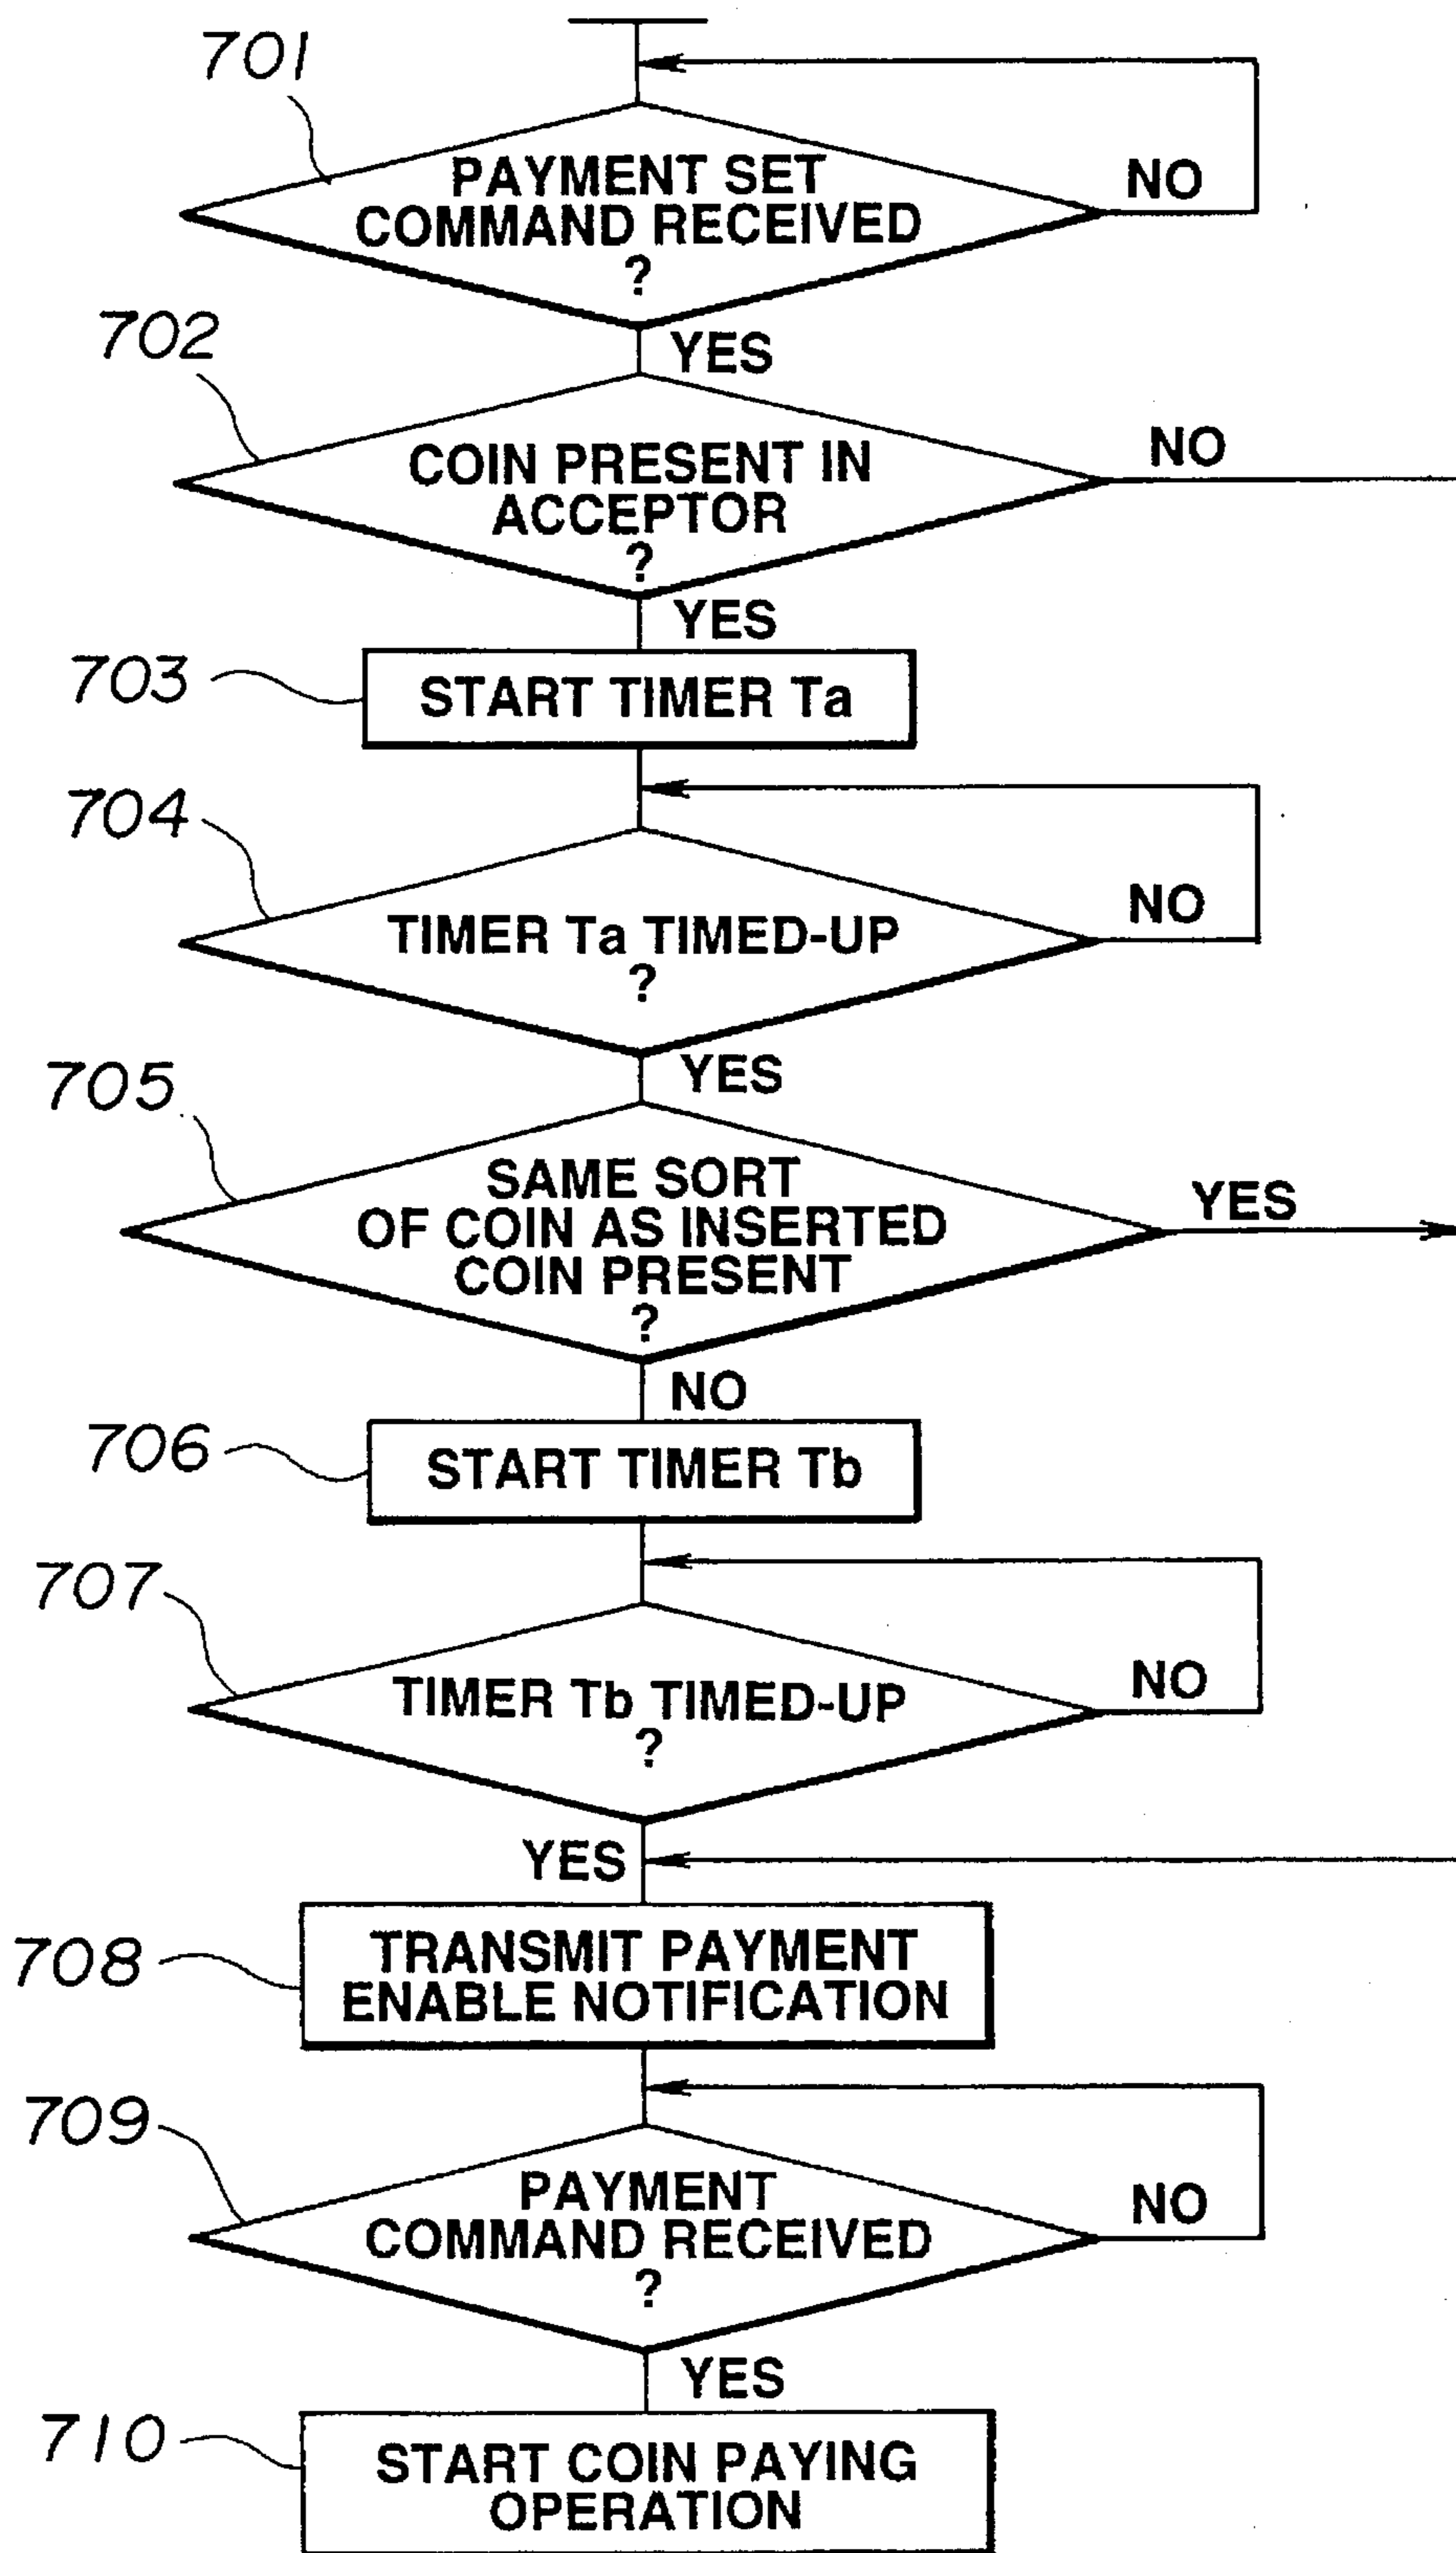 701
PAYMENT SET
COMMAND RECEIVED
?
NO
YES
702
COIN PRESENT IN
ACCEPTOR
?
NO
YES
703
START TIMER Ta
704
TIMER Ta TIMED-UP
?
NO
YES
705
SAME SORT
OF COIN AS INSERTED
COIN PRESENT
?
YES
NO
706
START TIMER Tb
707
TIMER Tb TIMED-UP
?
NO
YES
708
TRANSMIT PAYMENT
ENABLE NOTIFICATION
709
PAYMENT
COMMAND RECEIVED
?
NO
YES
710
START COIN PAYING
OPERATION